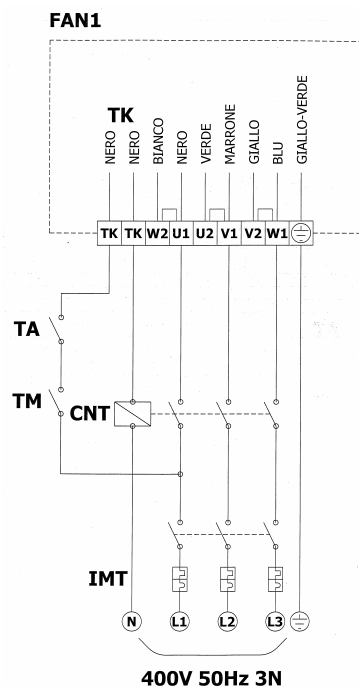 FAN1
TK
NERO
NERO
BIANCO
NERO
VERDE
MARRONE
GIALLO
BLU
GIALLO-VERDE
TK TK W2 U1 U2 V1 V2 W1
TA
TM
CNT
IMT
N L1 L2 L3
400V 50Hz 3N